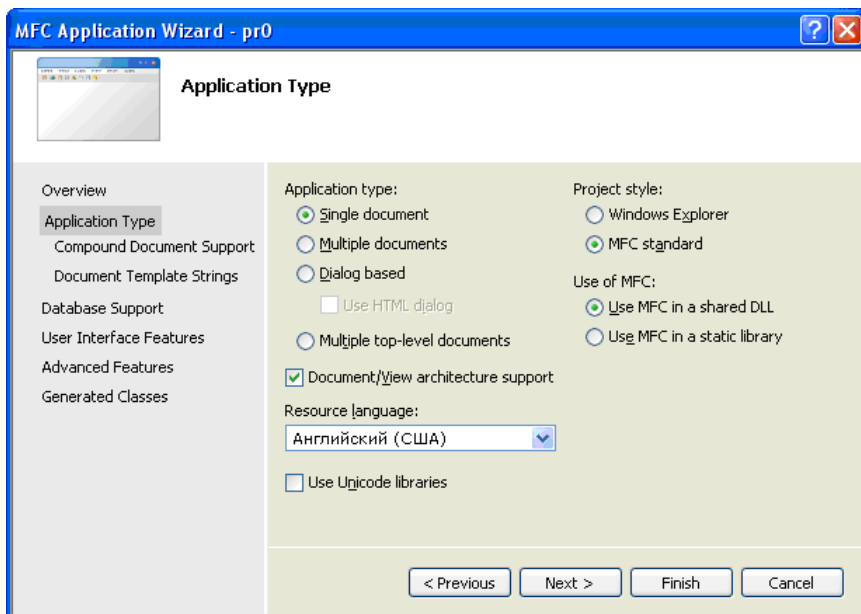 MFC Application Wizard - pr0
Application Type
Overview
Application Type
Compound Document Support
Document Template Strings
Database Support
User Interface Features
Advanced Features
Generated Classes
Application type:
Single document
Multiple documents
Dialog based
Use HTML dialog
Multiple top-level documents
Document/View architecture support
Resource language:
Английский (США)
Use Unicode libraries
Project style:
Windows Explorer
MFC standard
Use of MFC:
Use MFC in a shared DLL
Use MFC in a static library
< Previous
Next >
Finish
Cancel